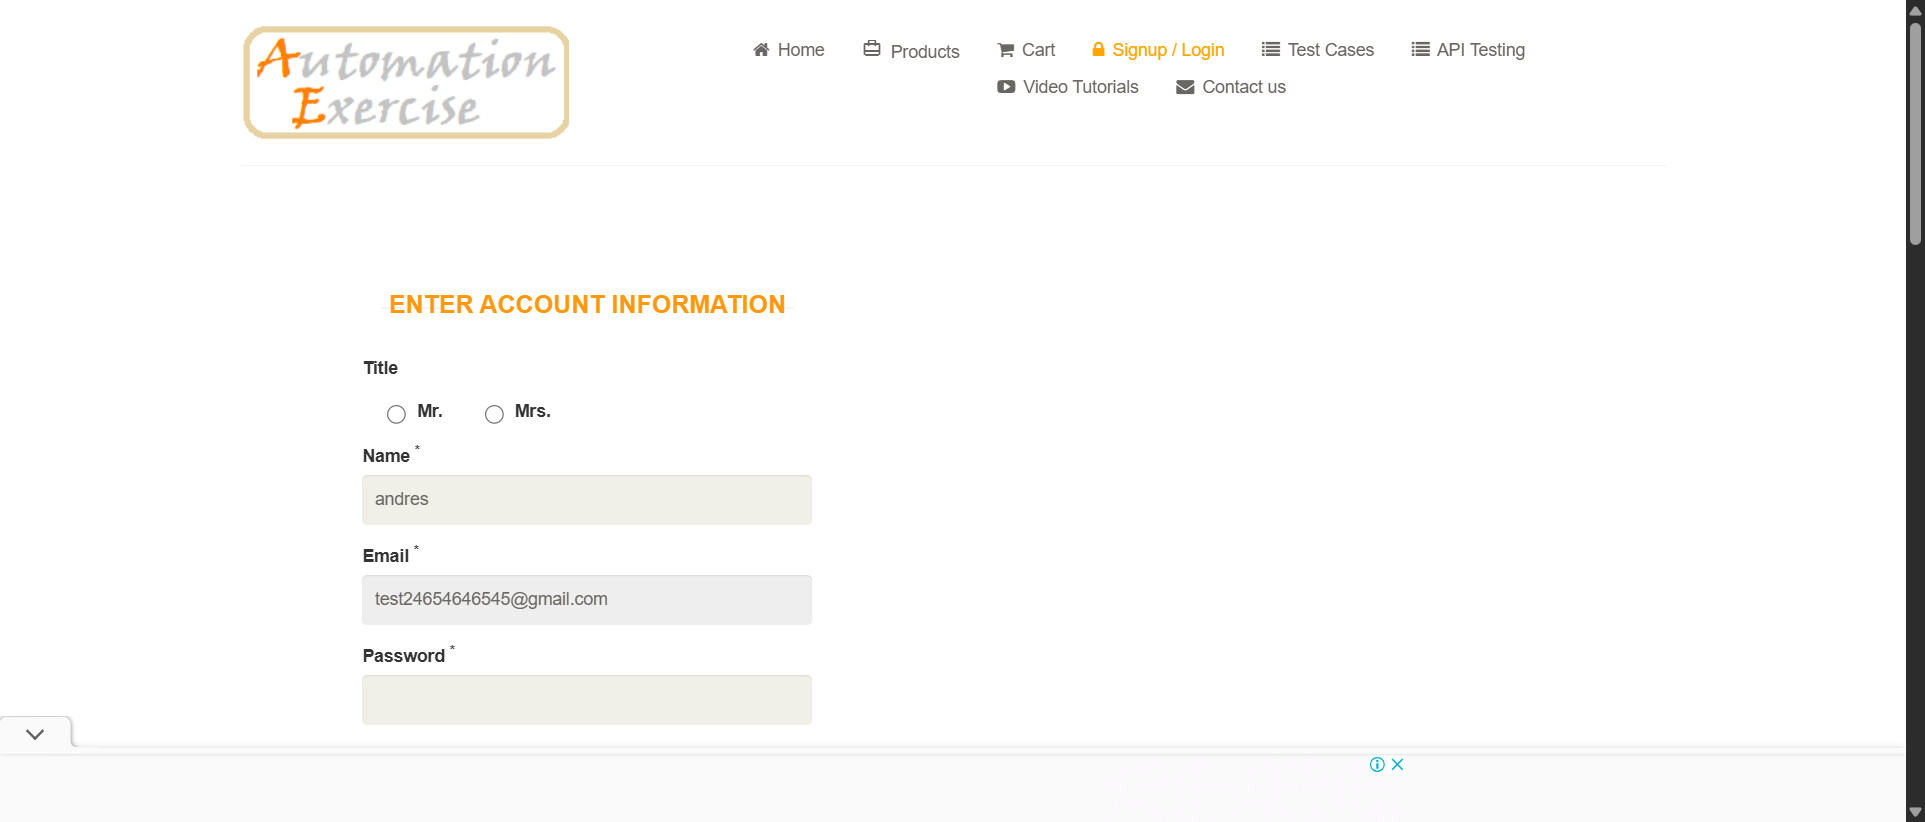 Automation
Exercise
Home
Products
Cart
Signup / Login
Test Cases
API Testing
Video Tutorials
Contact us
ENTER ACCOUNT INFORMATION
Title
Mr.
Mrs.
Name *
andres
Email *
test24654646545@gmail.com
Password *